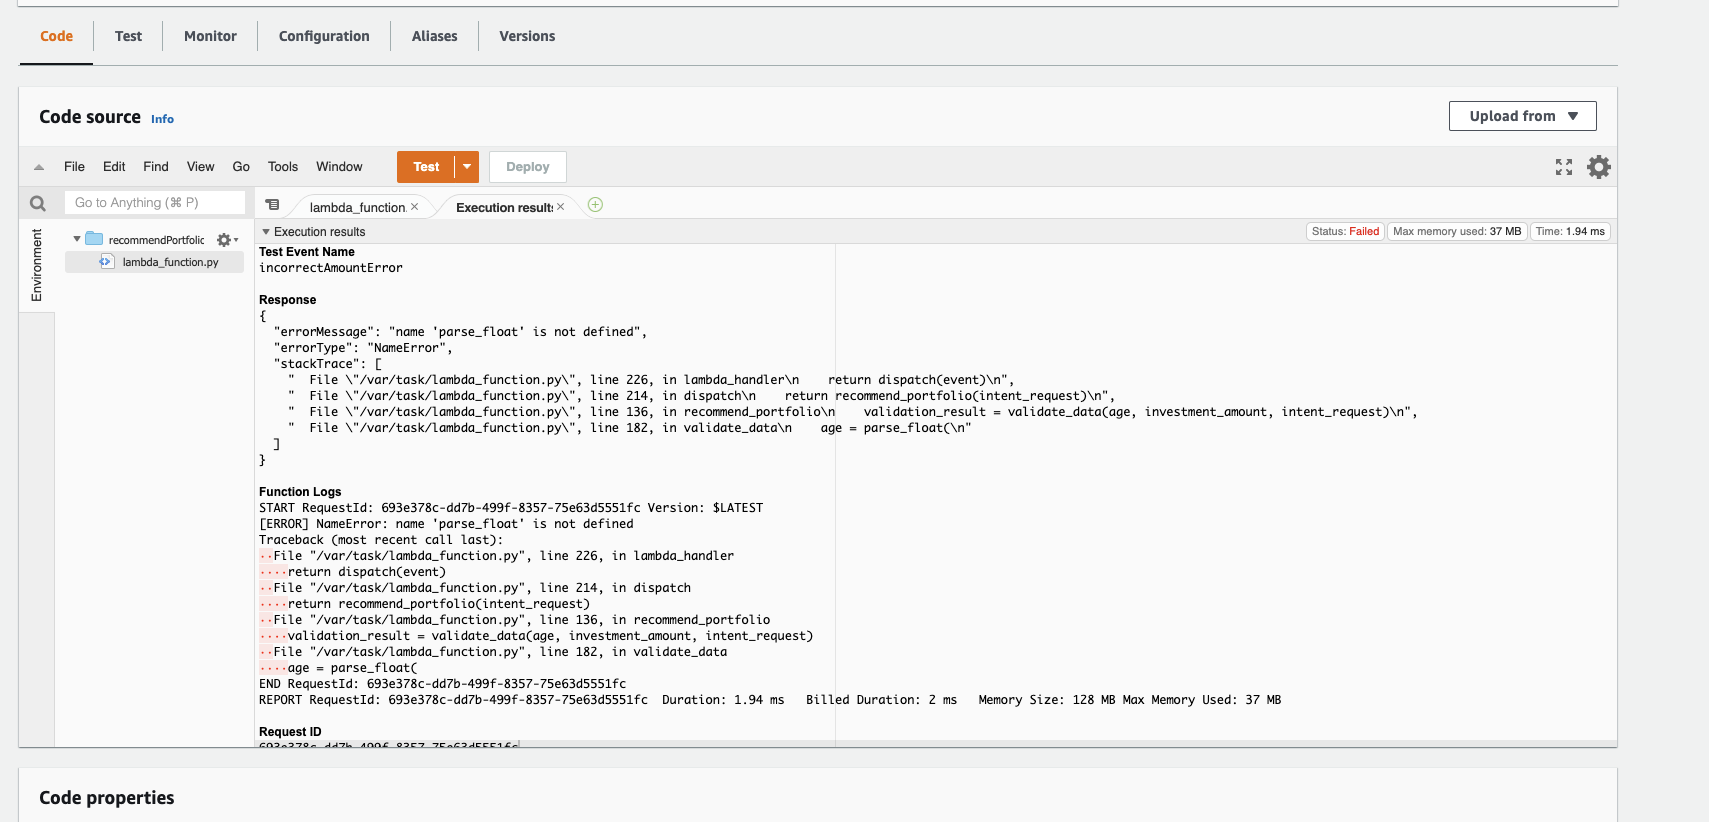 Code
Test
Monitor
Configuration
Aliases
Versions
Code source Info
Upload from
File Edit Find View Go Tools Window
Test
Deploy
Go to Anything (⌘ P)
lambda_function.
Execution results
Environment
recommendPortfolio
lambda_function.py
Execution results
Status: Failed
Max memory used: 37 MB
Time: 1.94 ms
Test Event Name
incorrectAmountError
Response
{
  "errorMessage": "name 'parse_float' is not defined",
  "errorType": "NameError",
  "stackTrace": [
    "  File \"/var/task/lambda_function.py\", line 226, in lambda_handler\n    return dispatch(event)\n",
    "  File \"/var/task/lambda_function.py\", line 214, in dispatch\n    return recommend_portfolio(intent_request)\n",
    "  File \"/var/task/lambda_function.py\", line 136, in recommend_portfolio\n    validation_result = validate_data(age, investment_amount, intent_request)\n",
    "  File \"/var/task/lambda_function.py\", line 182, in validate_data\n    age = parse_float(\n"
  ]
}
Function Logs
START RequestId: 693e378c-dd7b-499f-8357-75e63d5551fc Version: $LATEST
[ERROR] NameError: name 'parse_float' is not defined
Traceback (most recent call last):
··File "/var/task/lambda_function.py", line 226, in lambda_handler
····return dispatch(event)
··File "/var/task/lambda_function.py", line 214, in dispatch
····return recommend_portfolio(intent_request)
··File "/var/task/lambda_function.py", line 136, in recommend_portfolio
····validation_result = validate_data(age, investment_amount, intent_request)
··File "/var/task/lambda_function.py", line 182, in validate_data
····age = parse_float(
END RequestId: 693e378c-dd7b-499f-8357-75e63d5551fc
REPORT RequestId: 693e378c-dd7b-499f-8357-75e63d5551fc  Duration: 1.94 ms   Billed Duration: 2 ms   Memory Size: 128 MB Max Memory Used: 37 MB
Request ID
693e378c-dd7b-499f-8357-75e63d5551fc
Code properties